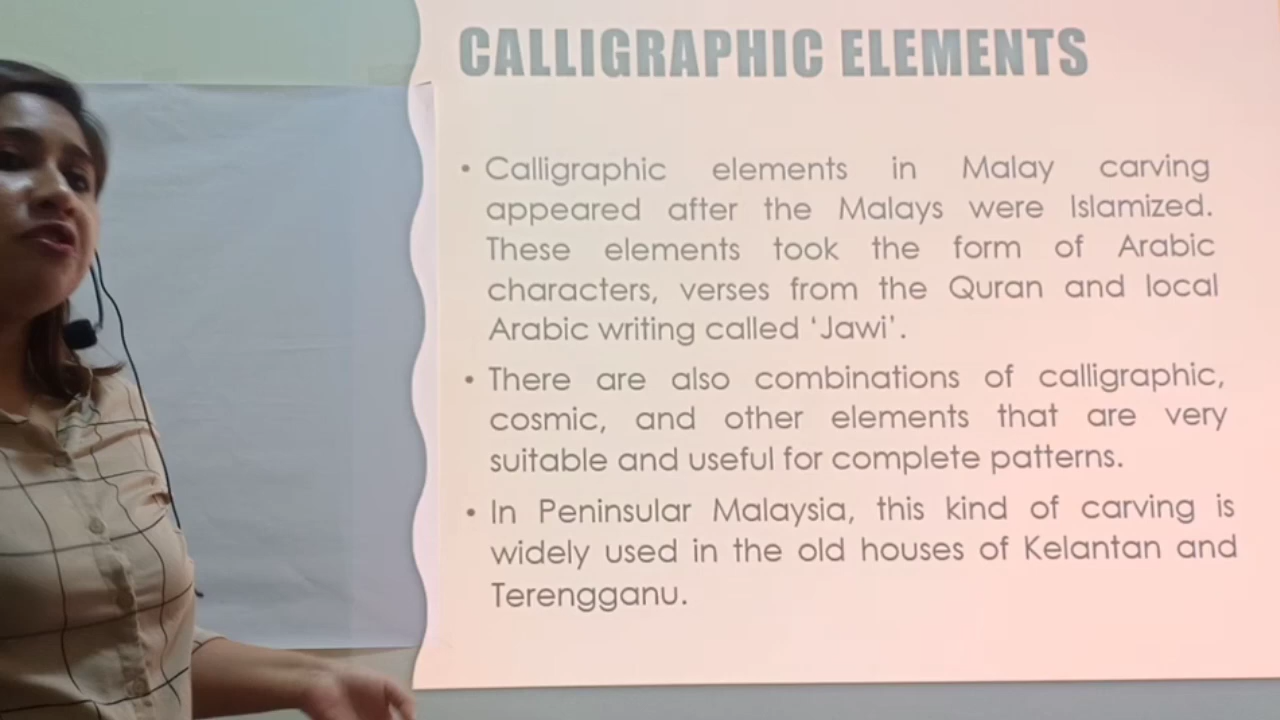 CALLIGRAPHIC ELEMENTS
• Calligraphic elements in Malay carving
appeared after the Malays were Islamized.
These elements took the form of Arabic
characters, verses from the Quran and local
Arabic writing called ‘Jawi’.
• There are also combinations of calligraphic,
cosmic, and other elements that are very
suitable and useful for complete patterns.
• In Peninsular Malaysia, this kind of carving is
widely used in the old houses of Kelantan and
Terengganu.